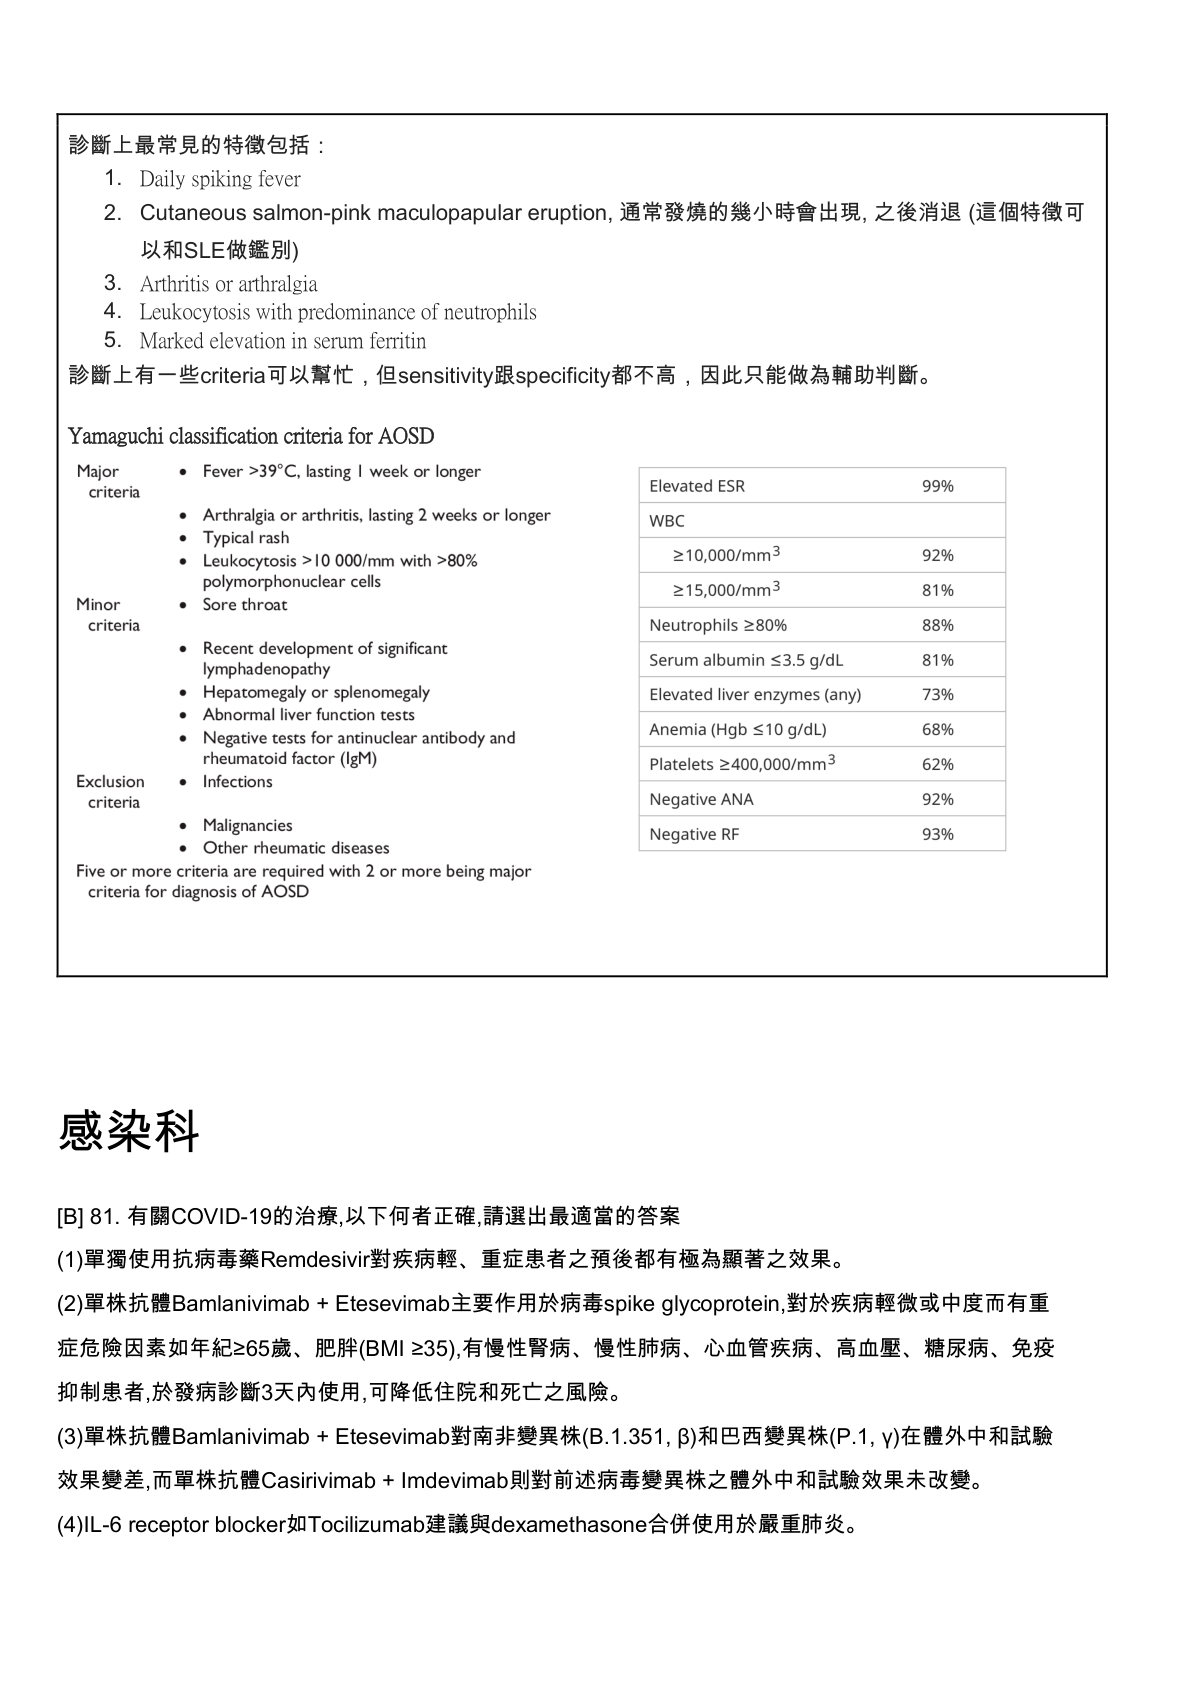 診斷上最常見的特徵包括：
1. Daily spiking fever
2. Cutaneous salmon-pink maculopapular eruption, 通常發燒的幾小時會出現, 之後消退 (這個特徵可
以和SLE做鑑別)
3. Arthritis or arthralgia
4. Leukocytosis with predominance of neutrophils
5. Marked elevation in serum ferritin
診斷上有一些criteria可以幫忙，但sensitivity跟specificity都不高，因此只能做為輔助判斷。
Yamaguchi classification criteria for AOSD
Major • Fever >39°C, lasting 1 week or longer
criteria
• Arthralgia or arthritis, lasting 2 weeks or longer
• Typical rash
• Leukocytosis >10 000/mm with >80%
polymorphonuclear cells
Minor • Sore throat
criteria
• Recent development of significant
lymphadenopathy
• Hepatomegaly or splenomegaly
• Abnormal liver function tests
• Negative tests for antinuclear antibody and
rheumatoid factor (IgM)
Exclusion • Infections
criteria
• Malignancies
• Other rheumatic diseases
Five or more criteria are required with 2 or more being major
criteria for diagnosis of AOSD
Elevated ESR 99%
WBC
≥10,000/mm³ 92%
≥15,000/mm³ 81%
Neutrophils ≥80% 88%
Serum albumin ≤3.5 g/dL 81%
Elevated liver enzymes (any) 73%
Anemia (Hgb ≤10 g/dL) 68%
Platelets ≥400,000/mm³ 62%
Negative ANA 92%
Negative RF 93%
感染科
[B] 81. 有關COVID-19的治療,以下何者正確,請選出最適當的答案
(1)單獨使用抗病毒藥Remdesivir對疾病輕、重症患者之預後都有極為顯著之效果。
(2)單株抗體Bamlanivimab + Etesevimab主要作用於病毒spike glycoprotein,對於疾病輕微或中度而有重
症危險因素如年紀≥65歲、肥胖(BMI ≥35),有慢性腎病、慢性肺病、心血管疾病、高血壓、糖尿病、免疫
抑制患者,於發病診斷3天內使用,可降低住院和死亡之風險。
(3)單株抗體Bamlanivimab + Etesevimab對南非變異株(B.1.351, β)和巴西變異株(P.1, γ)在體外中和試驗
效果變差,而單株抗體Casirivimab + Imdevimab則對前述病毒變異株之體外中和試驗效果未改變。
(4)IL-6 receptor blocker如Tocilizumab建議與dexamethasone合併使用於嚴重肺炎。